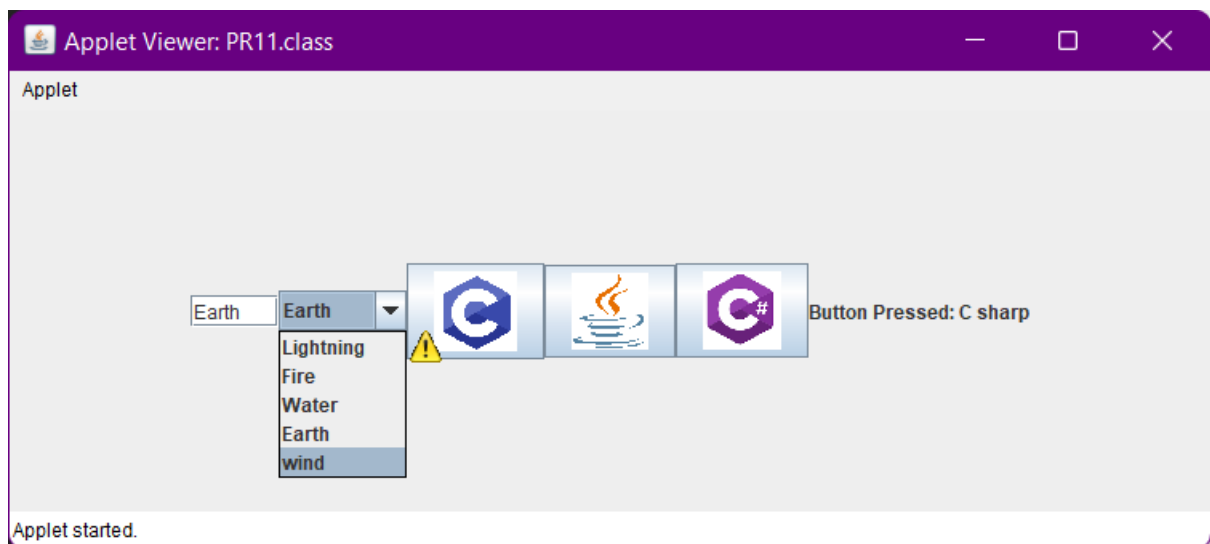 Applet Viewer: PR11.class
Applet
Earth Earth C C# Button Pressed: C sharp
Lightning
Fire
Water
Earth
wind
Applet started.